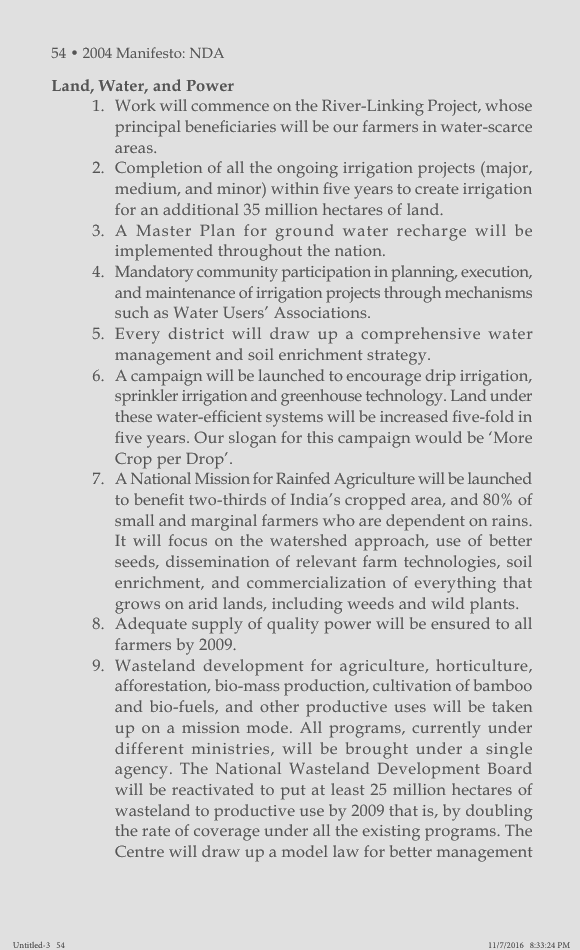 54 • 2004 Manifesto: NDA
Land, Water, and Power
1. Work will commence on the River-Linking Project, whose
principal beneficiaries will be our farmers in water-scarce
areas.
2. Completion of all the ongoing irrigation projects (major,
medium, and minor) within five years to create irrigation
for an additional 35 million hectares of land.
3. A Master Plan for ground water recharge will be
implemented throughout the nation.
4. Mandatory community participation in planning, execution,
and maintenance of irrigation projects through mechanisms
such as Water Users’ Associations.
5. Every district will draw up a comprehensive water
management and soil enrichment strategy.
6. A campaign will be launched to encourage drip irrigation,
sprinkler irrigation and greenhouse technology. Land under
these water-efficient systems will be increased five-fold in
five years. Our slogan for this campaign would be ‘More
Crop per Drop’.
7. A National Mission for Rainfed Agriculture will be launched
to benefit two-thirds of India’s cropped area, and 80% of
small and marginal farmers who are dependent on rains.
It will focus on the watershed approach, use of better
seeds, dissemination of relevant farm technologies, soil
enrichment, and commercialization of everything that
grows on arid lands, including weeds and wild plants.
8. Adequate supply of quality power will be ensured to all
farmers by 2009.
9. Wasteland development for agriculture, horticulture,
afforestation, bio-mass production, cultivation of bamboo
and bio-fuels, and other productive uses will be taken
up on a mission mode. All programs, currently under
different ministries, will be brought under a single
agency. The National Wasteland Development Board
will be reactivated to put at least 25 million hectares of
wasteland to productive use by 2009 that is, by doubling
the rate of coverage under all the existing programs. The
Centre will draw up a model law for better management
Untitled-3 54 11/7/2016 8:33:24 PM